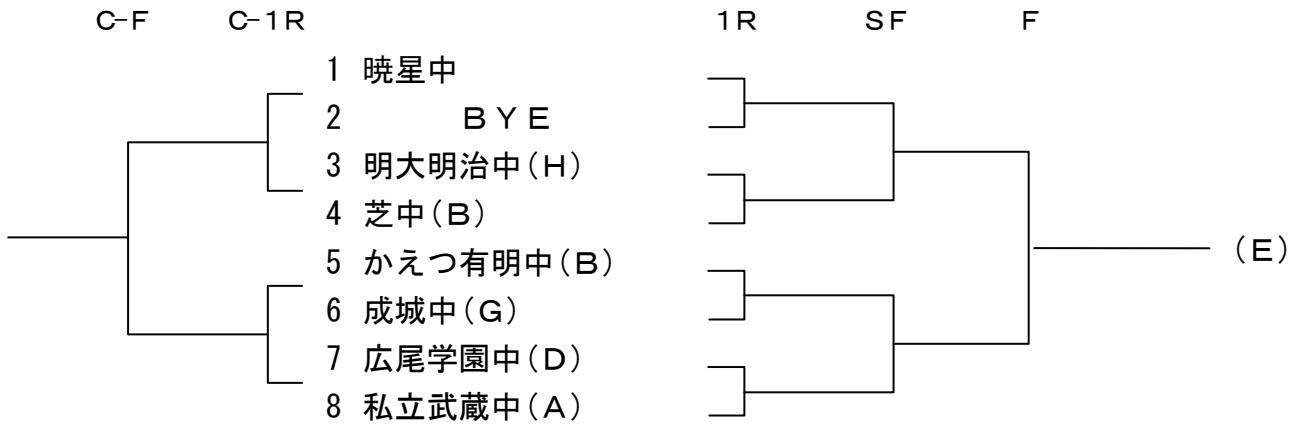 C-F C-1R 1R SF F
1 暁星中
2 BYE
3 明大明治中(H)
4 芝中(B)
5 かえつ有明中(B)
6 成城中(G)
7 広尾学園中(D)
8 私立武蔵中(A)
(E)